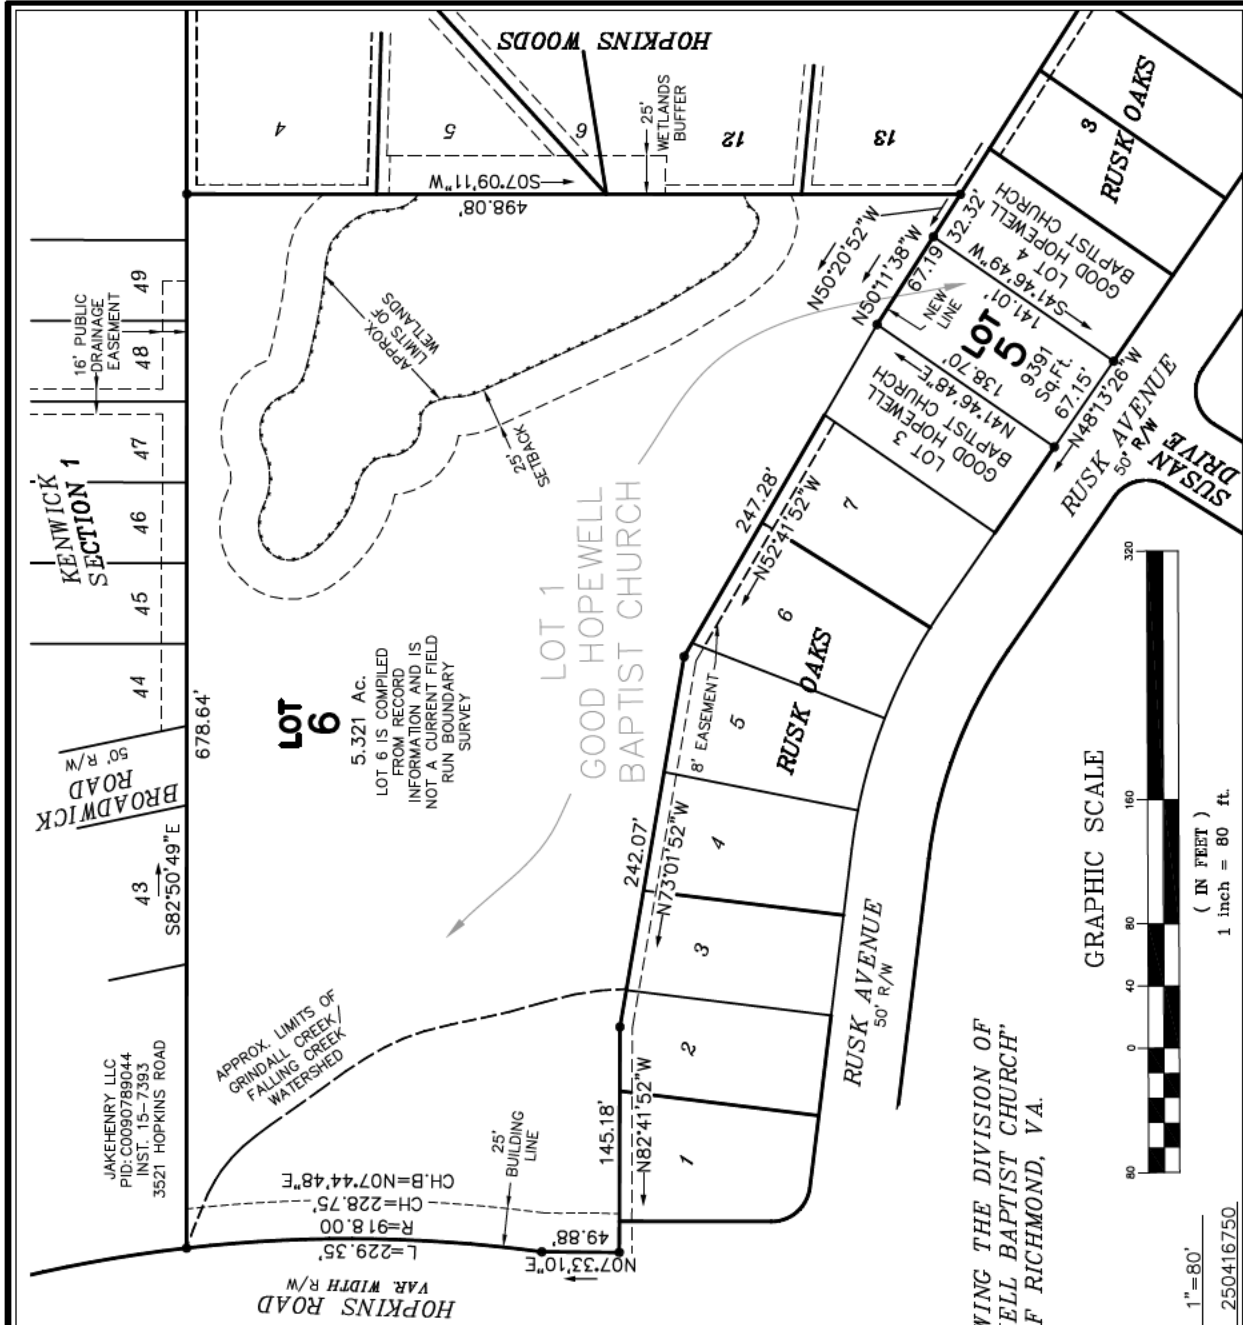 HOPKINS WOODS
4
5
6
25'
WETLANDS
BUFFER
12
13
S07°09'11"W
498.08'
3
RUSK OAKS
49
48
47
46
45
44
43
16' PUBLIC
DRAINAGE
EASEMENT
KENWICK
SECTION 1
BROADWICK
ROAD
50' R/W
S82°50'49"E
678.64'
APPROX.
LIMITS OF
WETLANDS
25'
SETBACK
N50°20'52"W
32.32'
N50°11'38"W
67.19
NEW
LINE
LOT 4
GOOD HOPEWELL
BAPTIST CHURCH
S41°46'49"W
141.01'
LOT
5
9391
Sq.Ft.
138.70'
N41°46'48"E
67.15'
N48°13'26"W
LOT 3
GOOD HOPEWELL
BAPTIST CHURCH
RUSK AVENUE
50' R/W
SUSAN
DRIVE
LOT 1
GOOD HOPEWELL
BAPTIST CHURCH
LOT
6
5.321 Ac.
LOT 6 IS COMPILED
FROM RECORD
INFORMATION AND IS
NOT A CURRENT FIELD
RUN BOUNDARY
SURVEY
247.28'
N52°41'52"W
7
6
5
4
3
2
1
RUSK OAKS
8' EASEMENT
242.07'
N73°01'52"W
145.18'
N82°41'52"W
RUSK AVENUE
50' R/W
JAKEHENRY LLC
PID:C0090789044
INST. 15-7393
3521 HOPKINS ROAD
APPROX. LIMITS OF
GRINDALL CREEK/
FALLING CREEK
WATERSHED
25'
BUILDING
LINE
CH.B=N07°44'48"E
CH=228.75'
R=918.00
L=229.35'
49.88'
N07°33'10"E
HOPKINS ROAD
VAR. WIDTH R/W
GRAPHIC SCALE
80 0 40 80 160 320
( IN FEET )
1 inch = 80 ft.
WING THE DIVISION OF
ELL BAPTIST CHURCH"
F RICHMOND, VA.
1"=80'
250416750